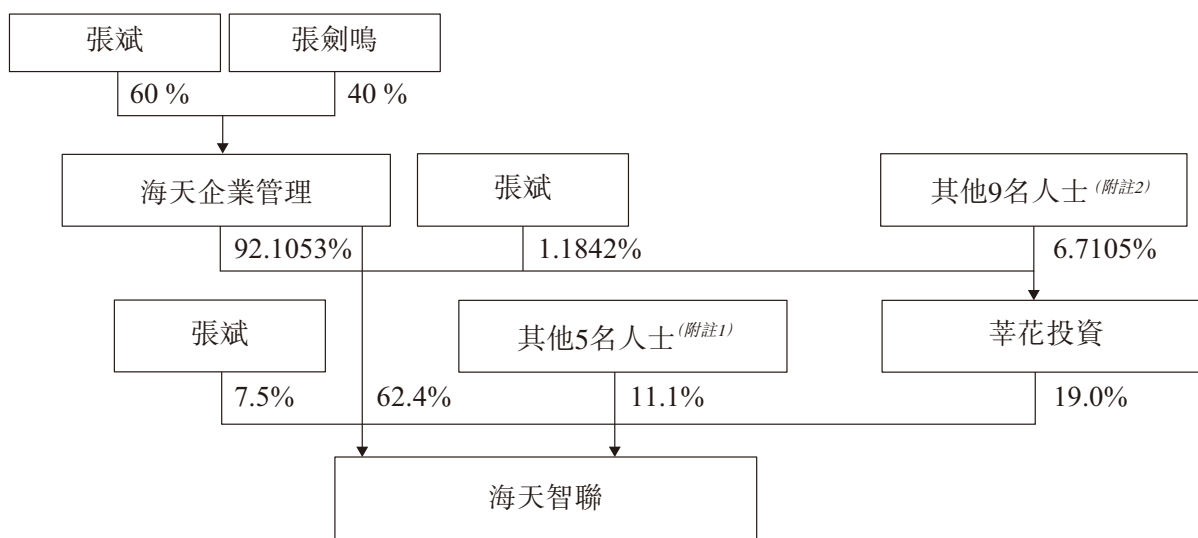 張斌 張劍鳴
60 % 40 %
海天企業管理 張斌 其他9名人士(附註2)
92.1053% 1.1842% 6.7105%
張斌 其他5名人士(附註1) 莘花投資
7.5% 62.4% 11.1% 19.0%
海天智聯